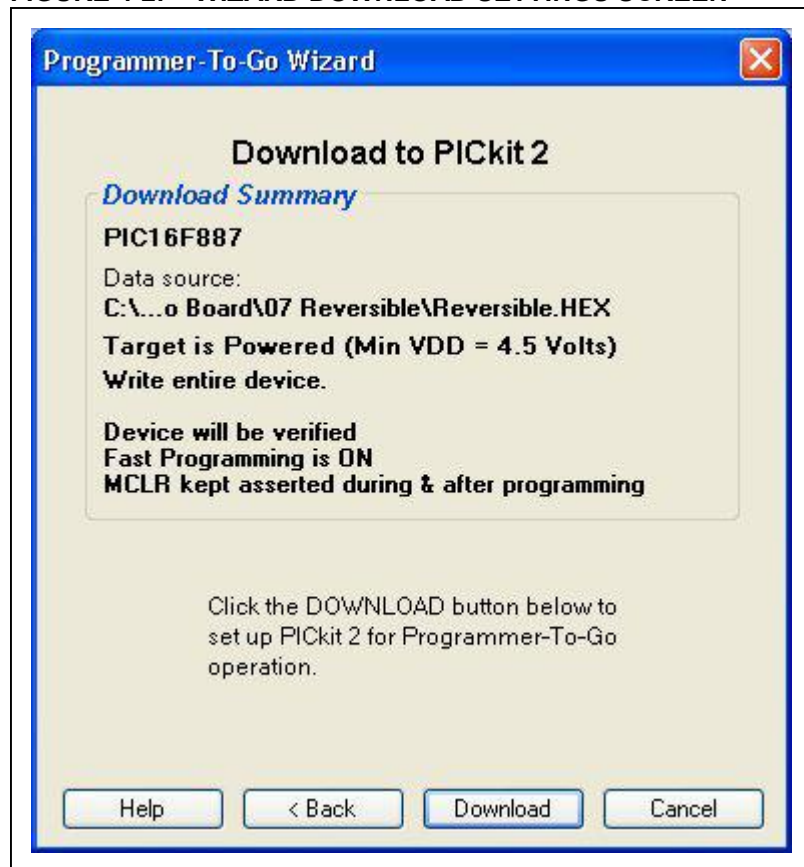 Programmer-To-Go Wizard
Download to PICkit 2
Download Summary
PIC16F887
Data source:
C:\...o Board\07 Reversible\Reversible.HEX
Target is Powered (Min VDD = 4.5 Volts)
Write entire device.
Device will be verified
Fast Programming is ON
MCLR kept asserted during & after programming
Click the DOWNLOAD button below to
set up PICkit 2 for Programmer-To-Go
operation.
Help
< Back
Download
Cancel